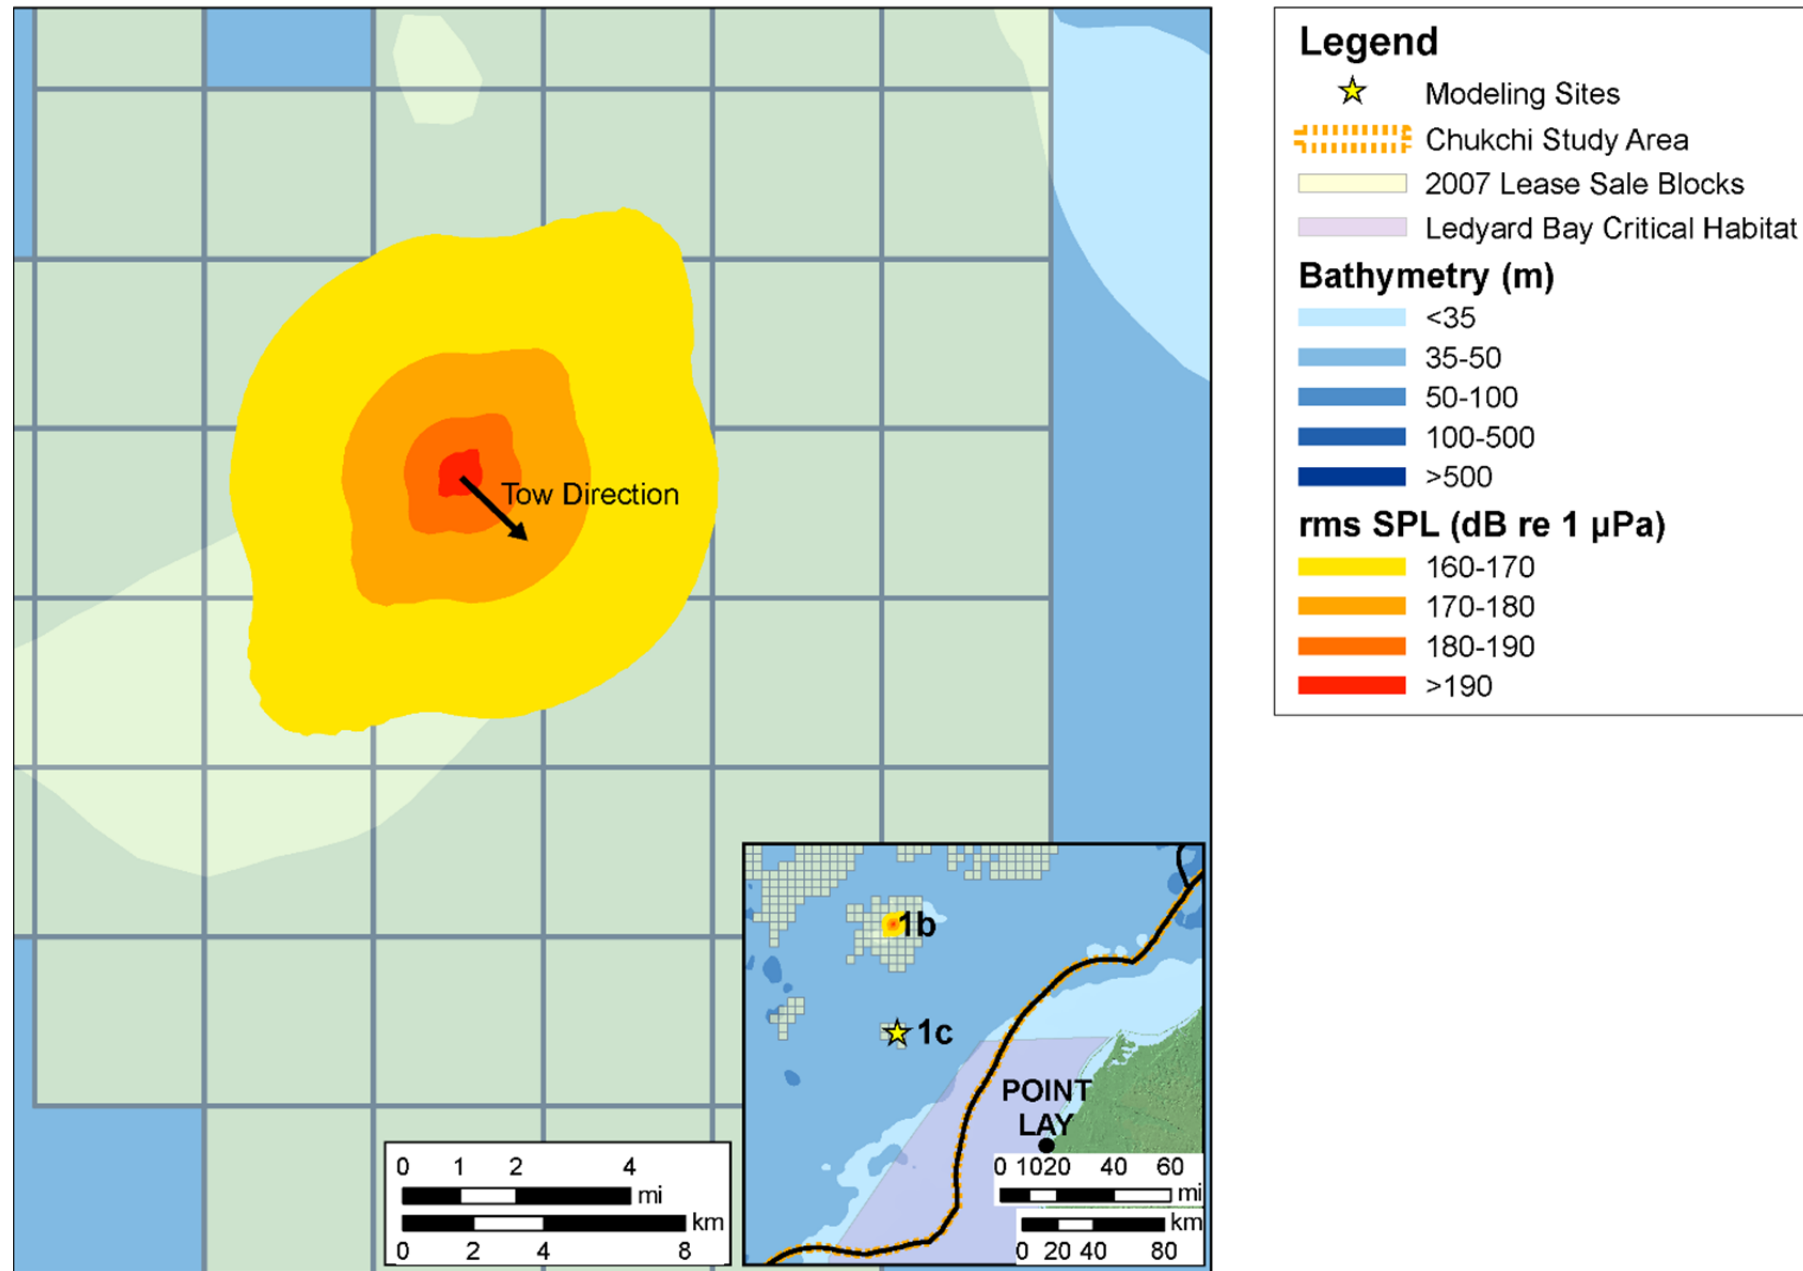 Tow Direction
0 1 2 4
mi
km
0 2 4 8
1b
1c
POINT
LAY
0 10 20 40 60
mi
km
0 20 40 80
Legend
Modeling Sites
Chukchi Study Area
2007 Lease Sale Blocks
Ledyard Bay Critical Habitat
Bathymetry (m)
<35
35-50
50-100
100-500
>500
rms SPL (dB re 1 µPa)
160-170
170-180
180-190
>190